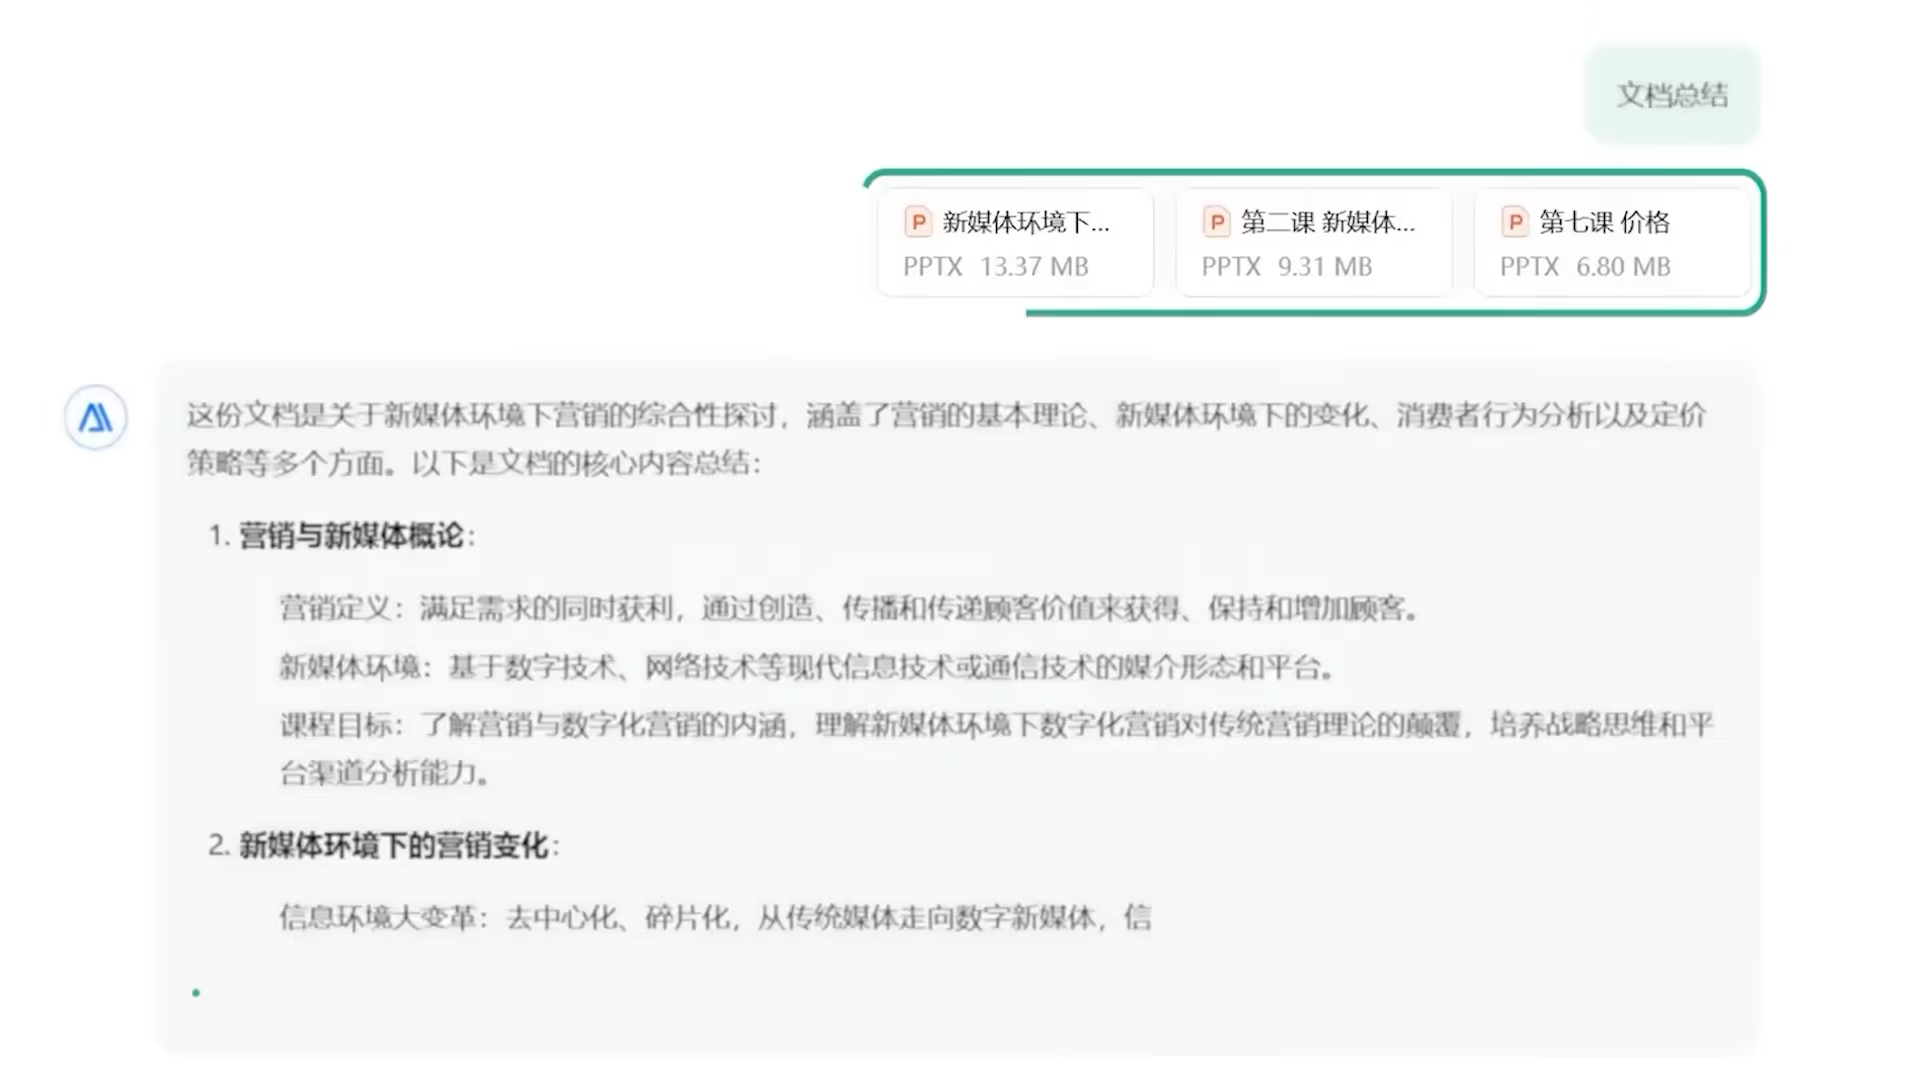 文档总结
P 新媒体环境下... P 第二课 新媒体... P 第七课 价格
PPTX 13.37 MB PPTX 9.31 MB PPTX 6.80 MB
这份文档是关于新媒体环境下营销的综合性探讨，涵盖了营销的基本理论、新媒体环境下的变化、消费者行为分析以及定价
策略等多个方面。以下是文档的核心内容总结：
1. 营销与新媒体概论：
营销定义：满足需求的同时获利，通过创造、传播和传递顾客价值来获得、保持和增加顾客。
新媒体环境：基于数字技术、网络技术等现代信息技术或通信技术的媒介形态和平台。
课程目标：了解营销与数字化营销的内涵，理解新媒体环境下数字化营销对传统营销理论的颠覆，培养战略思维和平
台渠道分析能力。
2. 新媒体环境下的营销变化：
信息环境大变革：去中心化、碎片化，从传统媒体走向数字新媒体，信